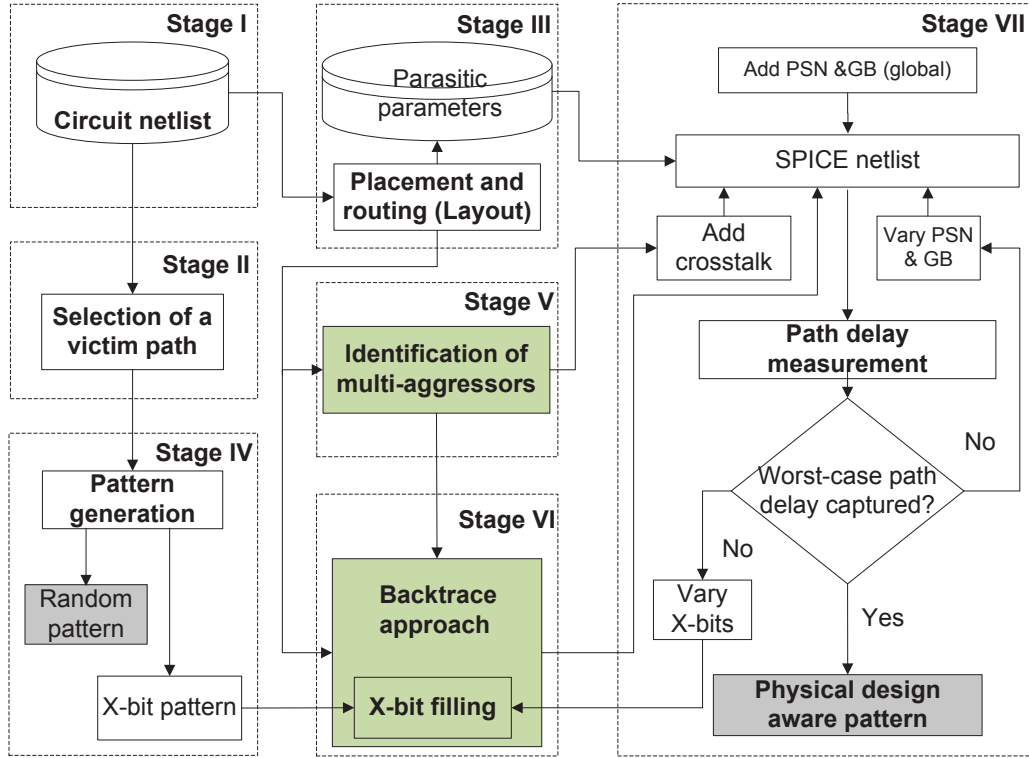 Stage I
Circuit netlist
Stage II
Selection of a
victim path
Stage IV
Pattern
generation
Random
pattern
X-bit pattern
Stage III
Parasitic
parameters
Placement and
routing (Layout)
Stage V
Identification of
multi-aggressors
Stage VI
Backtrace
approach
X-bit filling
Stage VII
Add PSN &GB (global)
SPICE netlist
Add
crosstalk
Vary PSN
& GB
Path delay
measurement
Worst-case path
delay captured?
No
No
Vary
X-bits
Yes
Physical design
aware pattern